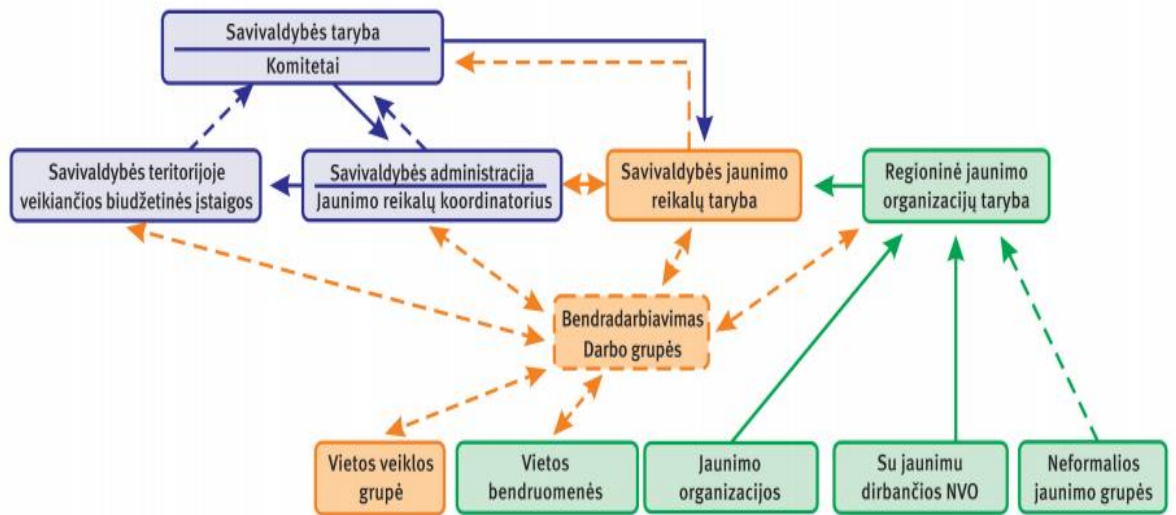 Savivaldybės taryba
Komitetai
Savivaldybės teritorijoje
veikiančios biudžetinės įstaigos
Savivaldybės administracija
Jaunimo reikalų koordinatorius
Savivaldybės jaunimo
reikalų taryba
Regioninė jaunimo
organizacijų taryba
Bendradarbiavimas
Darbo grupės
Vietos veiklos
grupė
Vietos
bendruomenės
Jaunimo
organizacijos
Su jaunimu
dirbančios NVO
Neformalios
jaunimo grupės